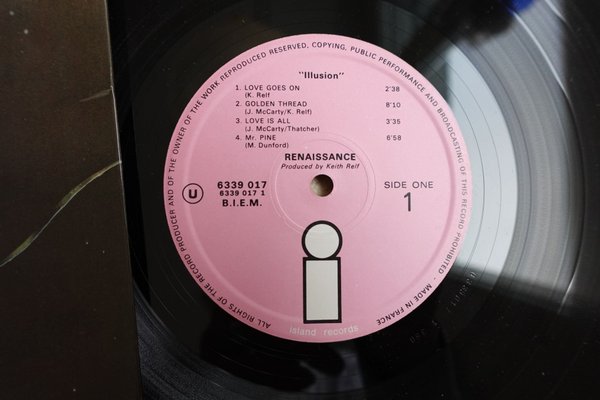 ALL RIGHTS OF THE RECORD PRODUCER AND OF THE OWNER OF THE WORK REPRODUCED RESERVED, COPYING, PUBLIC PERFORMANCE AND BROADCASTING OF THIS RECORD PROHIBITED - MADE IN FRANCE
"Illusion"
1. LOVE GOES ON 2'38
(K. Relf
2. GOLDEN THREAD 8'10
(J. McCarty/K. Relf)
3. LOVE IS ALL 3'35
(J. McCarty/Thatcher)
4. Mr. PINE 6'58
(M. Dunford)
RENAISSANCE
Produced by Keith Relf
U 6339 017 SIDE ONE
6339 017 1 1
B.I.E.M.
i
island records